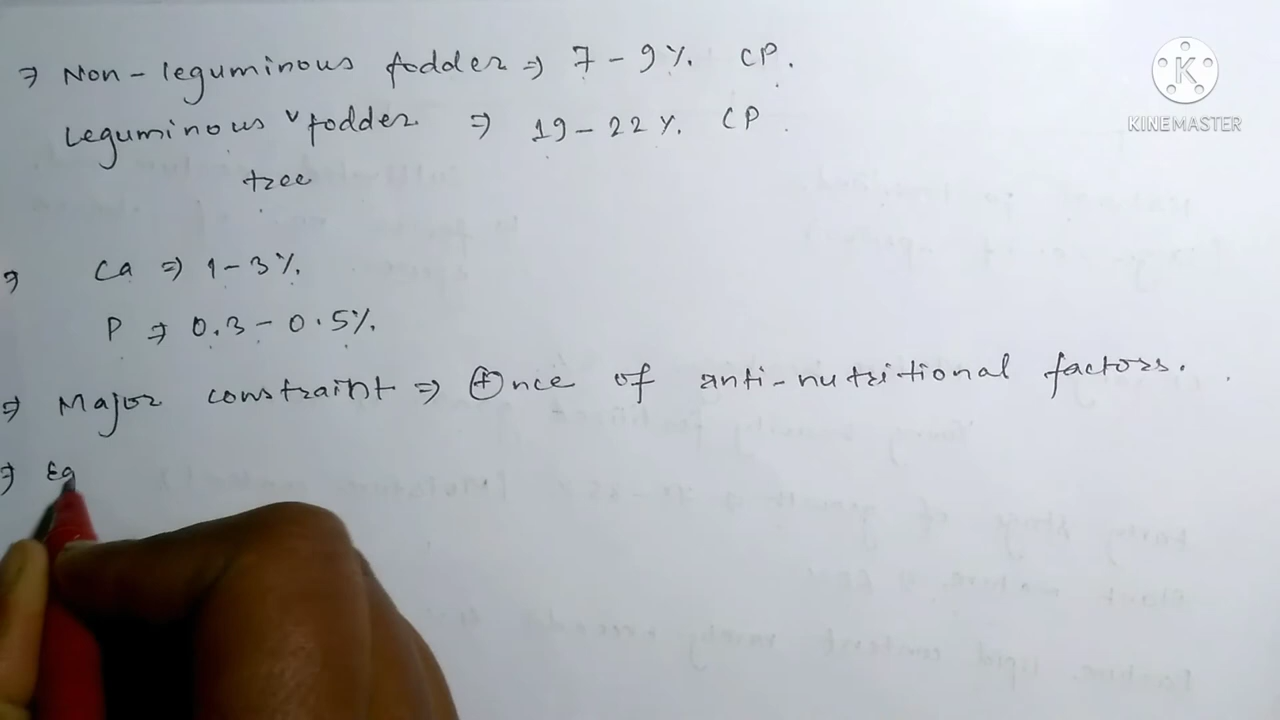 ⇒ Non-leguminous fodder ⇒ 7-9%. CP.
Leguminous ˅ fodder ⇒ 19-22%. CP.
tree
⇒ Ca ⇒ 1-3%.
P ⇒ 0.3-0.5%.
⇒ Major constraint ⇒ ⊕nce of anti-nutritional factors.
⇒ Eg
K
KINEMASTER